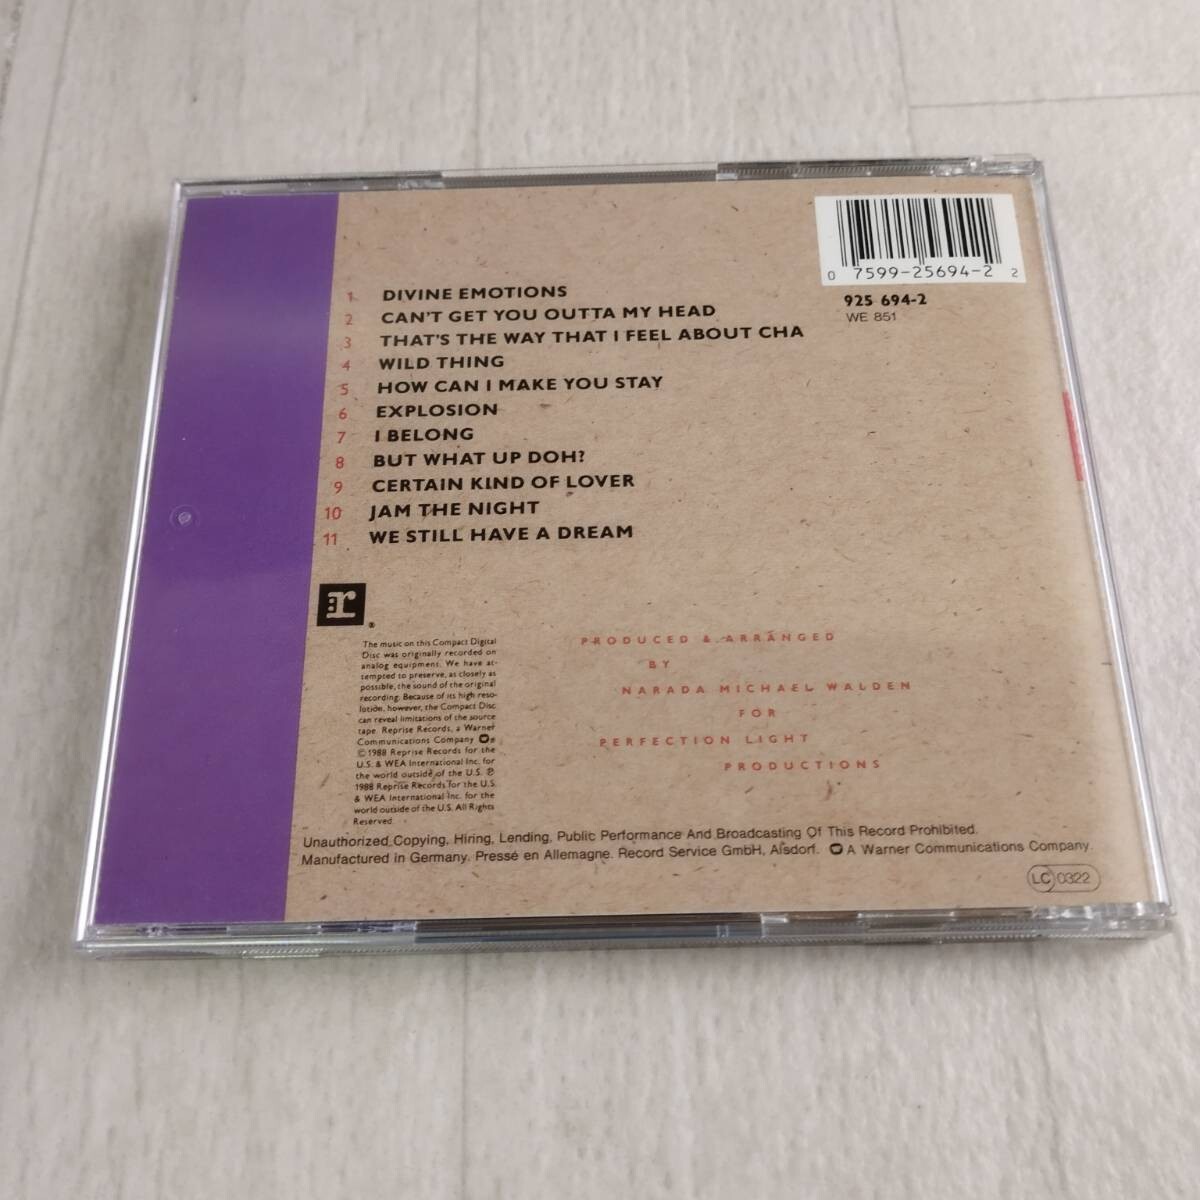 0 7599-25694-2 2
925 694-2
WE 851
1 DIVINE EMOTIONS
2 CAN'T GET YOU OUTTA MY HEAD
3 THAT'S THE WAY THAT I FEEL ABOUT CHA
4 WILD THING
5 HOW CAN I MAKE YOU STAY
6 EXPLOSION
7 I BELONG
8 BUT WHAT UP DOH?
9 CERTAIN KIND OF LOVER
10 JAM THE NIGHT
11 WE STILL HAVE A DREAM
:r
®
The music on this Compact Digital
Disc was originally recorded on
analog equipment. We have at-
tempted to preserve, as closely as
possible, the sound of the original
recording. Because of its high reso-
lution, however, the Compact Disc
can reveal limitations of the source
tape. Reprise Records, a Warner
Communications Company
© 1988 Reprise Records for the
U.S. & WEA International Inc. for
the world outside of the U.S. ℗
1988 Reprise Records for the U.S.
& WEA International Inc. for the
world outside of the U.S. All Rights
Reserved.
PRODUCED & ARRANGED
BY
NARADA MICHAEL WALDEN
FOR
PERFECTION LIGHT
PRODUCTIONS
Unauthorized Copying, Hiring, Lending, Public Performance And Broadcasting Of This Record Prohibited.
Manufactured in Germany. Pressé en Allemagne. Record Service GmbH, Alsdorf. A Warner Communications Company.
LC 0322